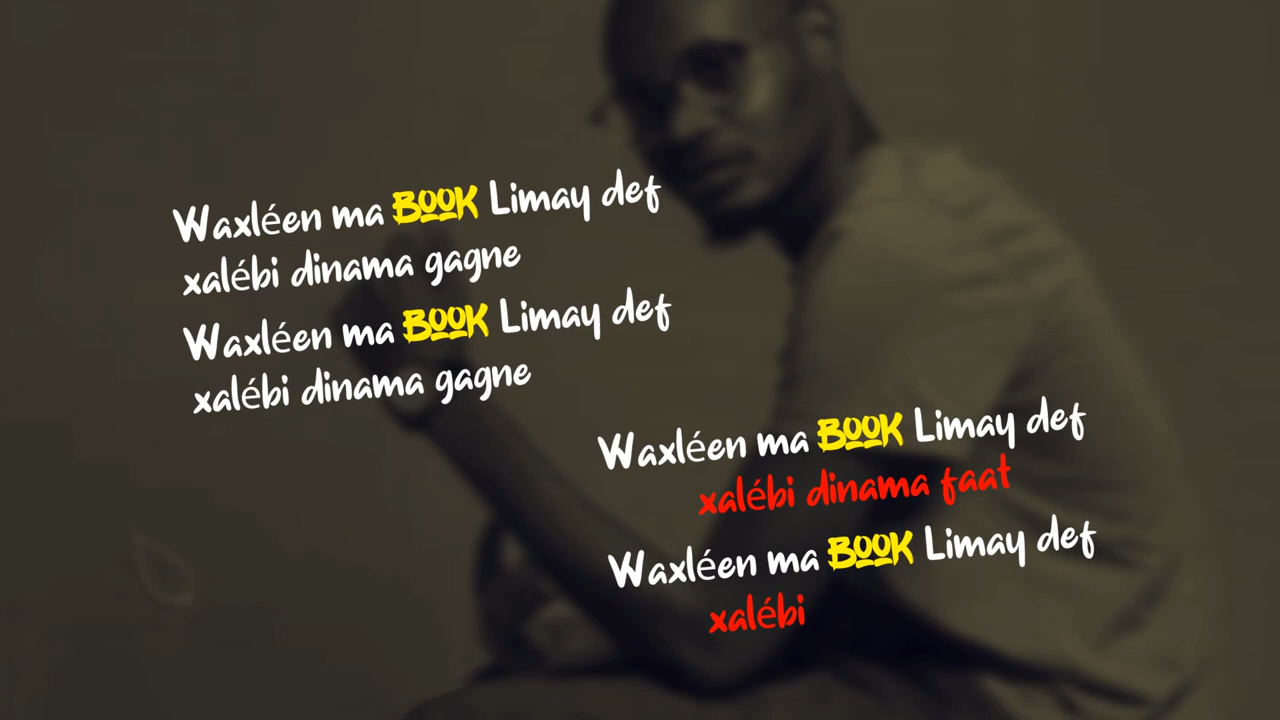 Waxléen ma BOOK Limay def
xalébi dinama gagne
Waxléen ma BOOK Limay def
xalébi dinama gagne
Waxléen ma BOOK Limay def
xalébi dinama faat
Waxléen ma BOOK Limay def
xalébi